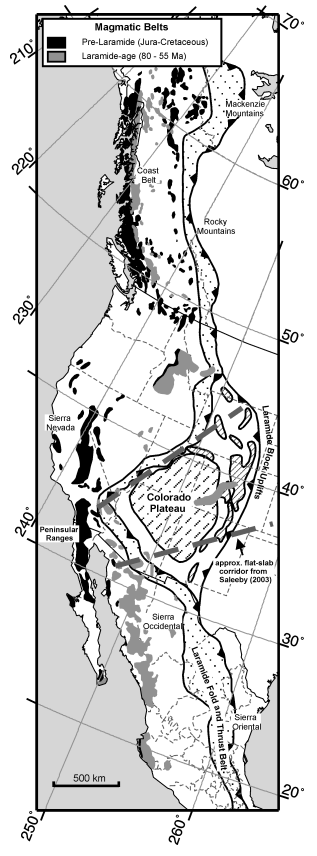 Magmatic Belts
Pre-Laramide (Jura-Cretaceous)
Laramide-age (80 - 55 Ma)
70°
210°
Mackenzie
Mountains
220°
Coast
Belt
60°
Rocky
Mountains
230°
50°
Sierra
Nevada
Laramide Block Uplifts
Colorado
Plateau
40°
240°
Peninsular
Ranges
approx. flat-slab
corridor from
Saleeby (2003)
Sierra
Occidental
30°
Laramide Fold and Thrust Belt
Sierra
Oriental
500 km
20°
250°
260°